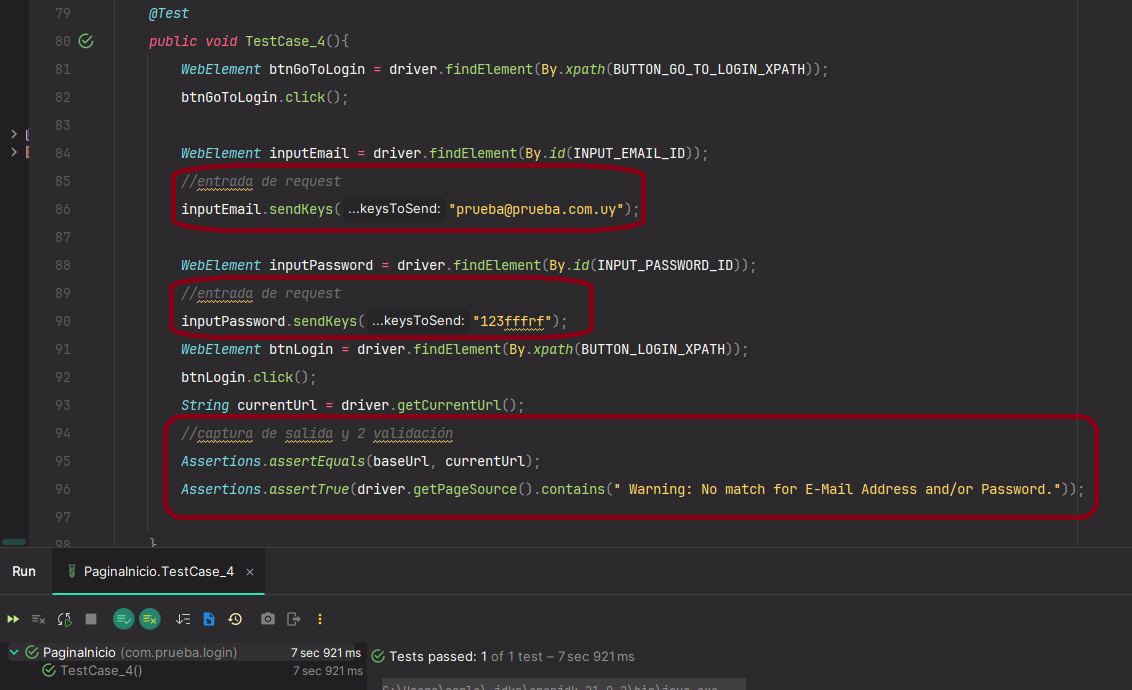 79 @Test
80 public void TestCase_4(){
81 WebElement btnGoToLogin = driver.findElement(By.xpath(BUTTON_GO_TO_LOGIN_XPATH));
82 btnGoToLogin.click();
83
84 WebElement inputEmail = driver.findElement(By.id(INPUT_EMAIL_ID));
85 //entrada de request
86 inputEmail.sendKeys( ...keysToSend: "prueba@prueba.com.uy");
87
88 WebElement inputPassword = driver.findElement(By.id(INPUT_PASSWORD_ID));
89 //entrada de request
90 inputPassword.sendKeys( ...keysToSend: "123fffrf");
91 WebElement btnLogin = driver.findElement(By.xpath(BUTTON_LOGIN_XPATH));
92 btnLogin.click();
93 String currentUrl = driver.getCurrentUrl();
94 //captura de salida y 2 validación
95 Assertions.assertEquals(baseUrl, currentUrl);
96 Assertions.assertTrue(driver.getPageSource().contains(" Warning: No match for E-Mail Address and/or Password."));
97
98 }
Run PaginaInicio.TestCase_4 ×
PaginaInicio (com.prueba.login) 7 sec 921 ms
Tests passed: 1 of 1 test – 7 sec 921 ms
TestCase_4() 7 sec 921 ms